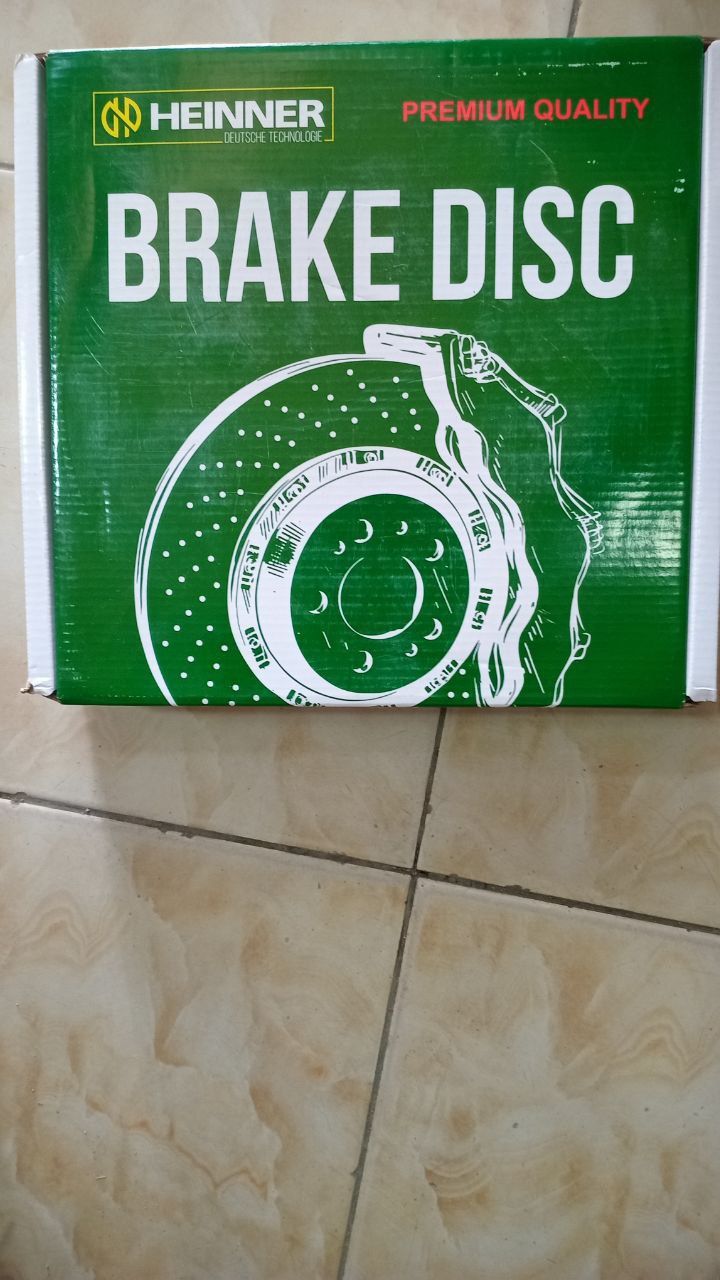 HEINNER
DEUTSCHE TECHNOLOGIE
PREMIUM QUALITY
BRAKE DISC